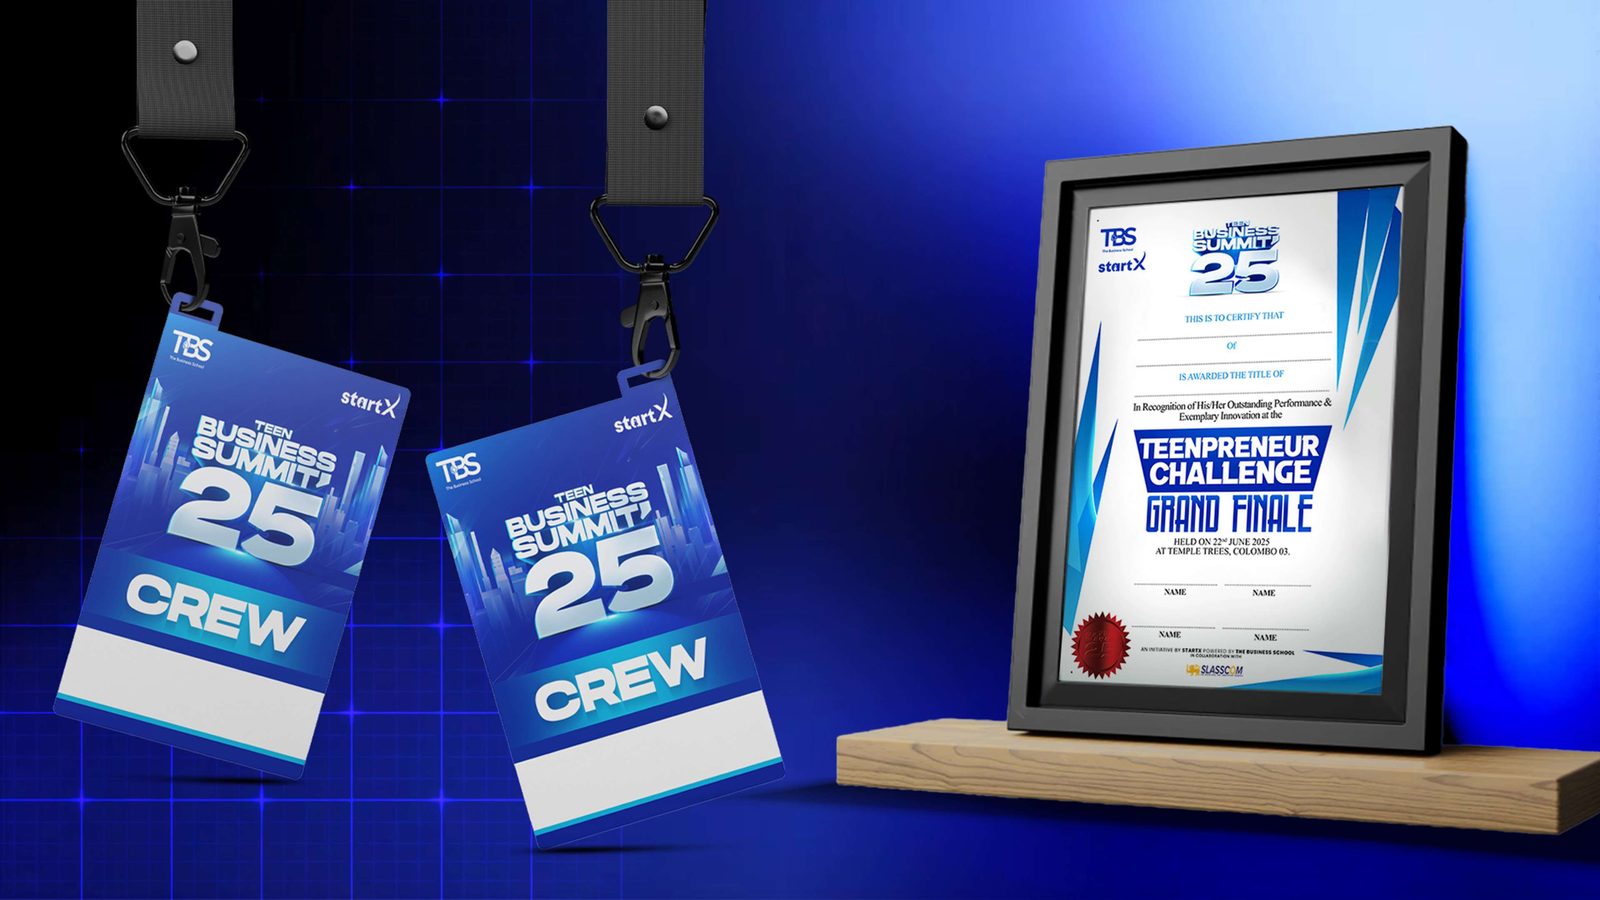 TBS
The Business School
startX
TEEN
BUSINESS
SUMMIT'
25
CREW
TBS
The Business School
startX
TEEN
BUSINESS
SUMMIT'
25
CREW
TBS
The Business School
startX
TEEN
BUSINESS
SUMMIT'
25
THIS IS TO CERTIFY THAT
Of
IS AWARDED THE TITLE OF
In Recognition of His/Her Outstanding Performance &
Exemplary Innovation at the
TEENPRENEUR
CHALLENGE
GRAND FINALE
HELD ON 22nd JUNE 2025
AT TEMPLE TREES, COLOMBO 03.
NAME NAME
NAME NAME
AN INITIATIVE BY STARTX POWERED BY THE BUSINESS SCHOOL
IN COLLABORATION WITH
SLASSCOM